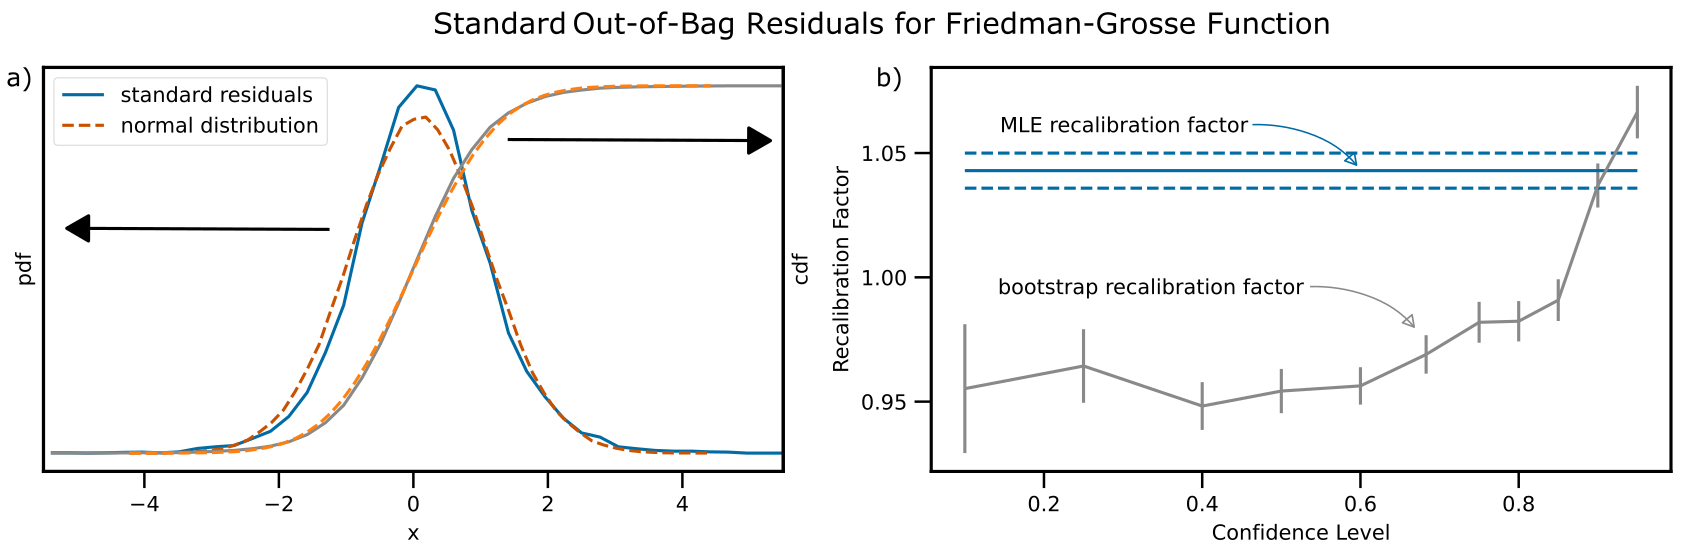 Standard Out-of-Bag Residuals for Friedman-Grosse Function
a)
standard residuals
normal distribution
pdf
cdf
−4 −2 0 2 4
x
b)
MLE recalibration factor
bootstrap recalibration factor
Recalibration Factor
1.05
1.00
0.95
0.2 0.4 0.6 0.8
Confidence Level